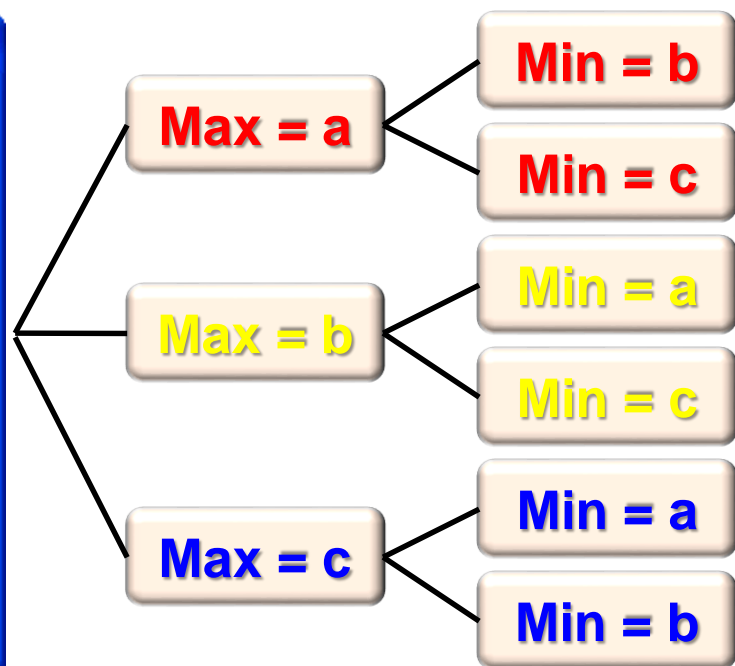 Min = b
Max = a
Min = c
Min = a
Max = b
Min = c
Min = a
Max = c
Min = b